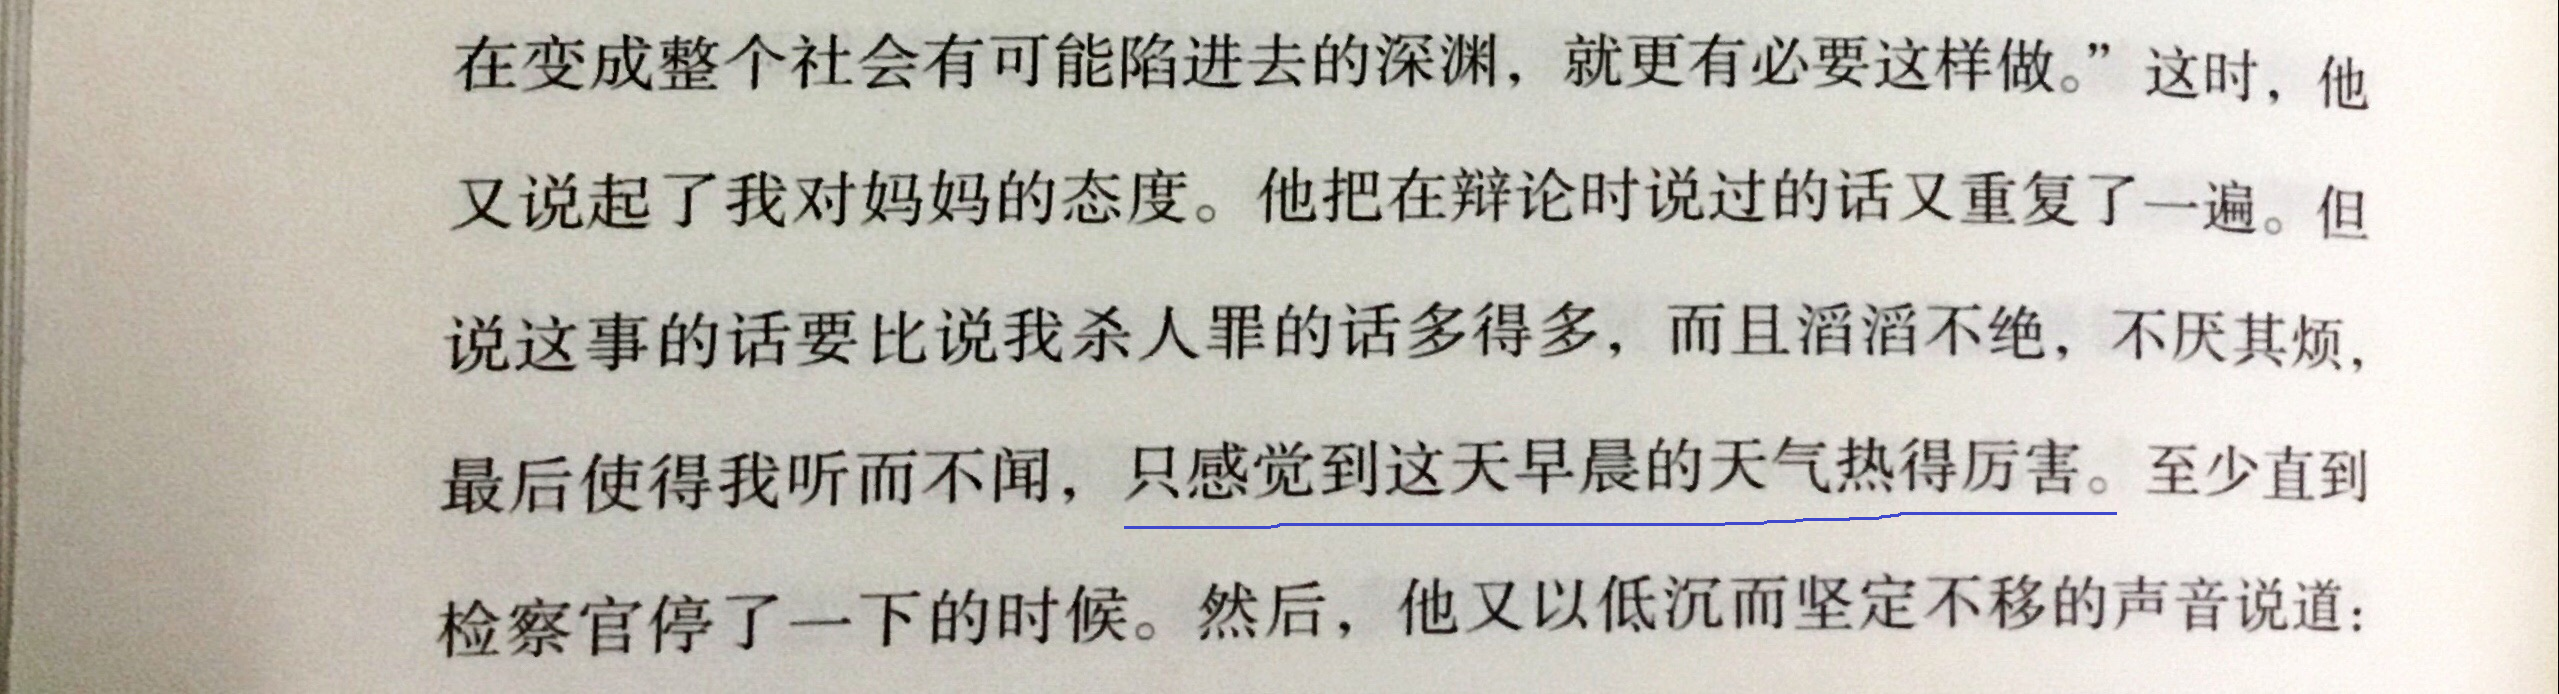 在变成整个社会有可能陷进去的深渊，就更有必要这样做。”这时，他
又说起了我对妈妈的态度。他把在辩论时说过的话又重复了一遍。但
说这事的话要比说我杀人罪的话多得多，而且滔滔不绝，不厌其烦，
最后使得我听而不闻，只感觉到这天早晨的天气热得厉害。至少直到
检察官停了一下的时候。然后，他又以低沉而坚定不移的声音说道：